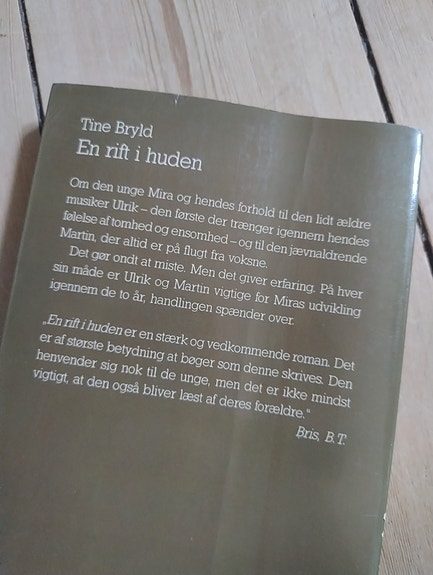 Tine Bryld
En rift i huden
Om den unge Mira og hendes forhold til den lidt ældre
musiker Ulrik – den første der trænger igennem hendes
følelse af tomhed og ensomhed – og til den jævnaldrende
Martin, der altid er på flugt fra voksne.
Det gør ondt at miste. Men det giver erfaring. På hver
sin måde er Ulrik og Martin vigtige for Miras udvikling
igennem de to år, handlingen spænder over.
„En rift i huden er en stærk og vedkommende roman. Det
er af største betydning at bøger som denne skrives. Den
henvender sig nok til de unge, men det er ikke mindst
vigtigt, at den også bliver læst af deres forældre."
Bris, B.T.